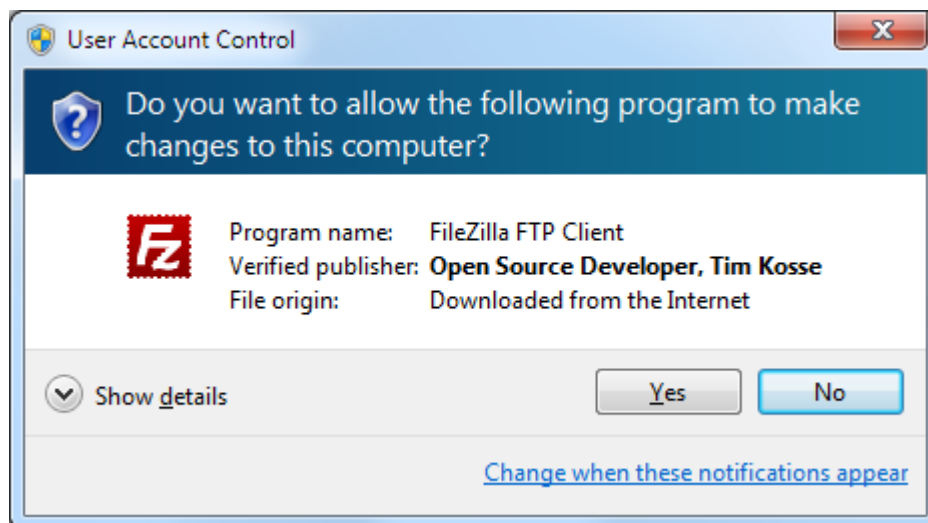 User Account Control
Do you want to allow the following program to make
changes to this computer?
Fz
Program name: FileZilla FTP Client
Verified publisher: Open Source Developer, Tim Kosse
File origin: Downloaded from the Internet
Show details
Yes
No
Change when these notifications appear